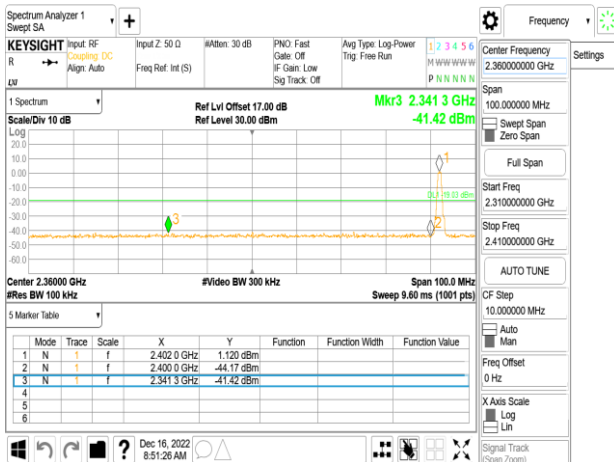 Spectrum Analyzer 1
Swept SA
+
Frequency
KEYSIGHT
Input: RF
Coupling: DC
Align: Auto
Input Z: 50 Ω
Freq Ref: Int (S)
#Atten: 30 dB
PNO: Fast
Gate: Off
IF Gain: Low
Sig Track: Off
Avg Type: Log-Power
Trig: Free Run
1 2 3 4 5 6
M W W W W W
P N N N N N
R
LXI
Settings
1 Spectrum
Scale/Div 10 dB
Ref Lvl Offset 17.00 dB
Ref Level 30.00 dBm
Mkr3 2.341 3 GHz
-41.42 dBm
Log
20.0
10.0
0.00
-10.0
-20.0
-30.0
-40.0
-50.0
-60.0
1
2
3
DL1 -19.03 dBm
Center 2.36000 GHz
#Res BW 100 kHz
#Video BW 300 kHz
Span 100.0 MHz
Sweep 9.60 ms (1001 pts)
5 Marker Table
Mode Trace Scale X Y Function Function Width Function Value
1 N 1 f 2.402 0 GHz 1.120 dBm
2 N 1 f 2.400 0 GHz -44.17 dBm
3 N 1 f 2.341 3 GHz -41.42 dBm
4
5
6
?
Dec 16, 2022
8:51:26 AM
Center Frequency
2.360000000 GHz
Span
100.000000 MHz
Swept Span
Zero Span
Full Span
Start Freq
2.310000000 GHz
Stop Freq
2.410000000 GHz
AUTO TUNE
CF Step
10.000000 MHz
Auto
Man
Freq Offset
0 Hz
X Axis Scale
Log
Lin
Signal Track
(Span Zoom)